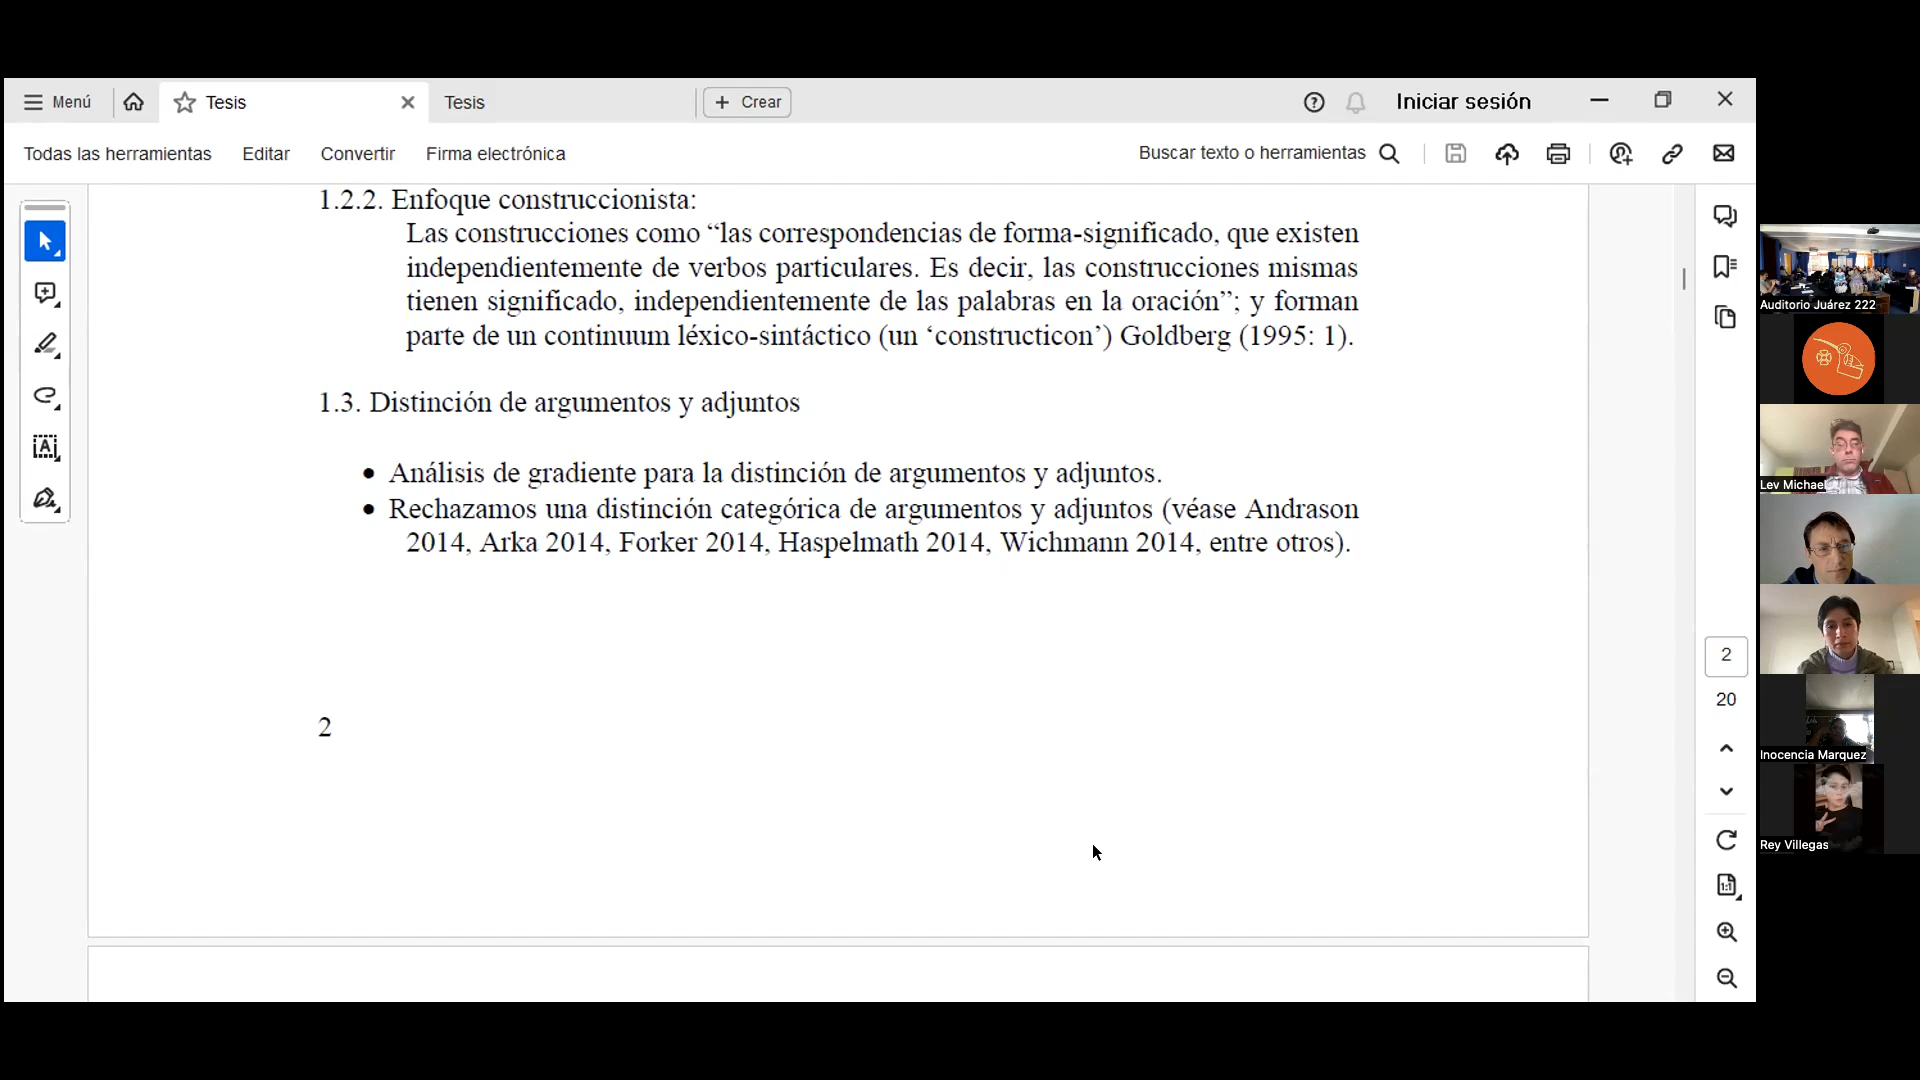 Menú
Tesis
Tesis
Crear
Iniciar sesión
Todas las herramientas
Editar
Convertir
Firma electrónica
Buscar texto o herramientas
1.2.2. Enfoque construccionista:
Las construcciones como “las correspondencias de forma-significado, que existen
independientemente de verbos particulares. Es decir, las construcciones mismas
tienen significado, independientemente de las palabras en la oración”; y forman
parte de un continuum léxico-sintáctico (un ‘constructicon’) Goldberg (1995: 1).
1.3. Distinción de argumentos y adjuntos
• Análisis de gradiente para la distinción de argumentos y adjuntos.
• Rechazamos una distinción categórica de argumentos y adjuntos (véase Andrason
2014, Arka 2014, Forker 2014, Haspelmath 2014, Wichmann 2014, entre otros).
2
2
20
Auditorio Juárez 222
Lev Michael
Inocencia Marquez
Rey Villegas